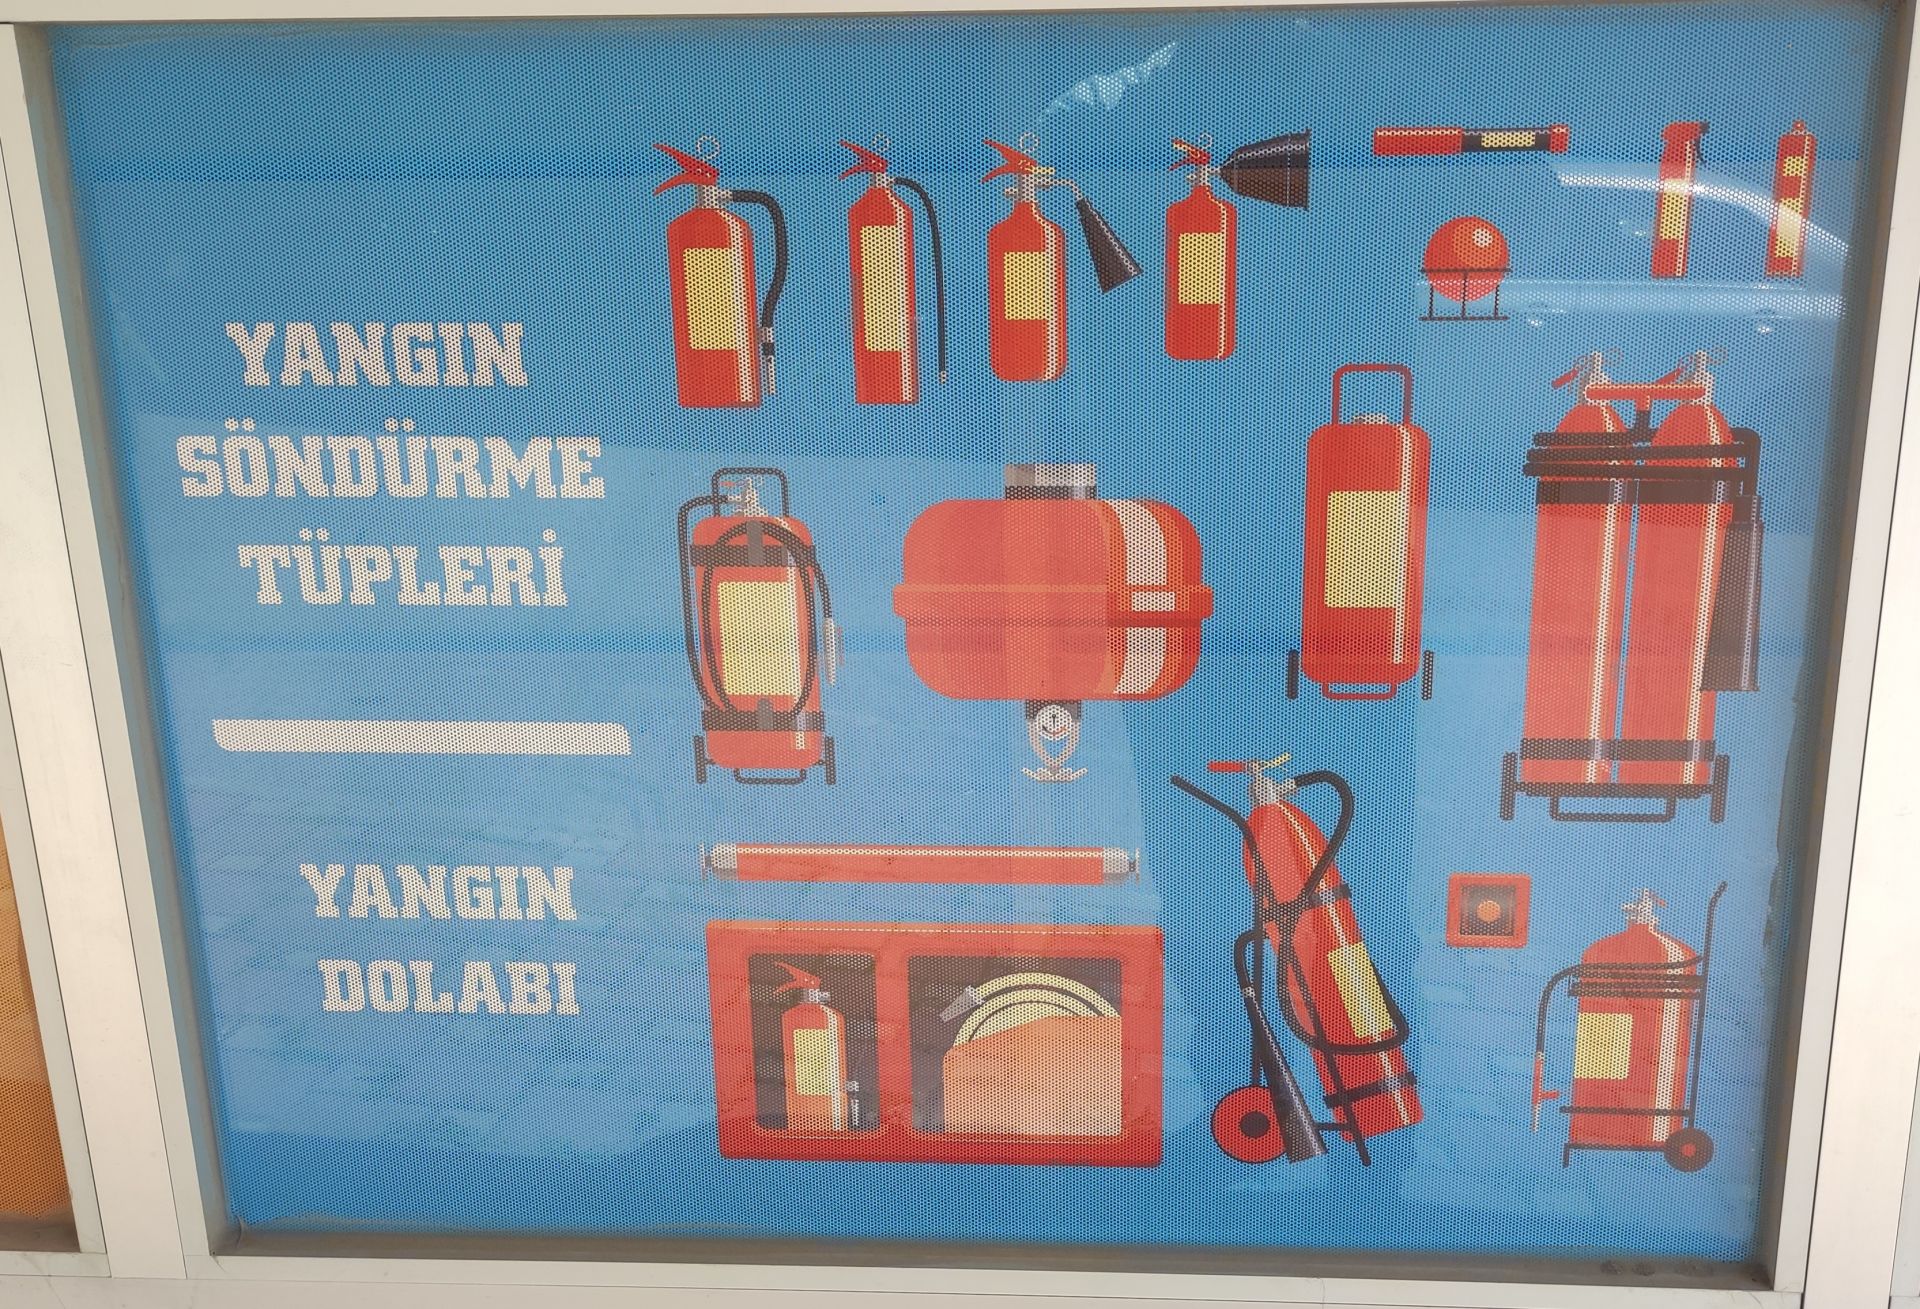 YANGIN
SÖNDÜRME
TÜPLERİ
YANGIN
DOLABI